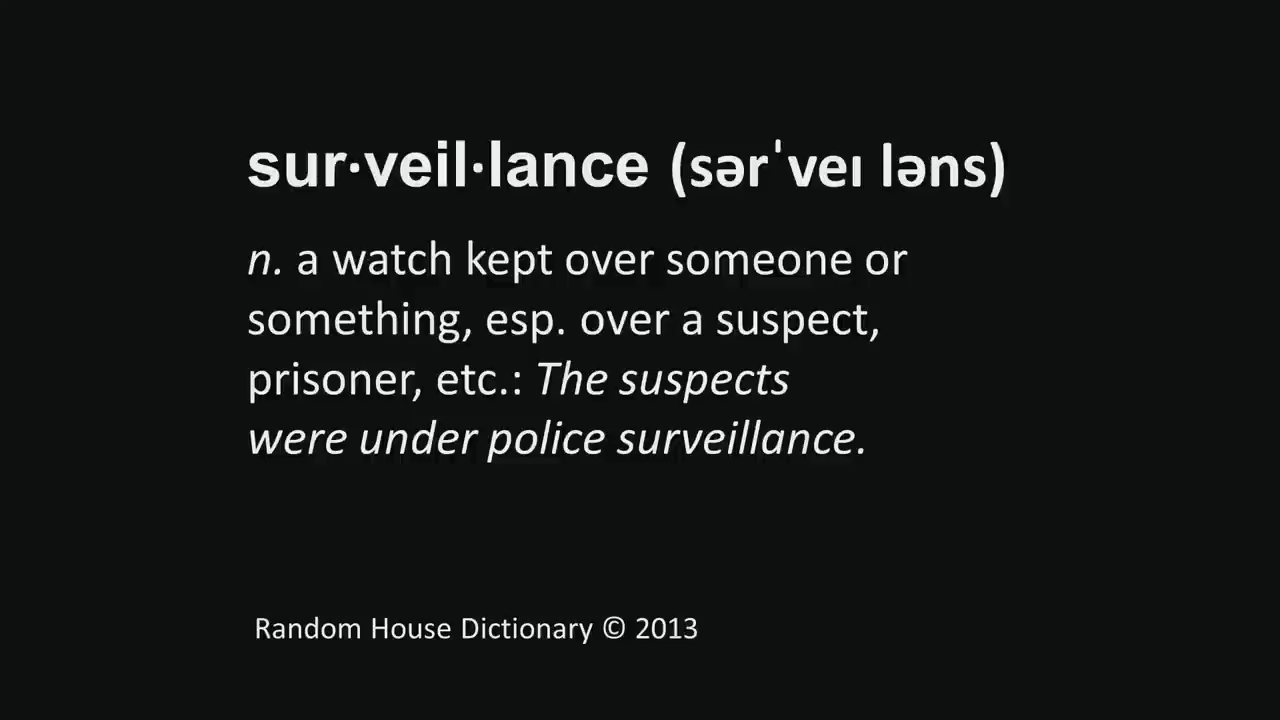 sur·veil·lance (sərˈveɪ ləns)
n. a watch kept over someone or
something, esp. over a suspect,
prisoner, etc.: The suspects
were under police surveillance.
Random House Dictionary © 2013